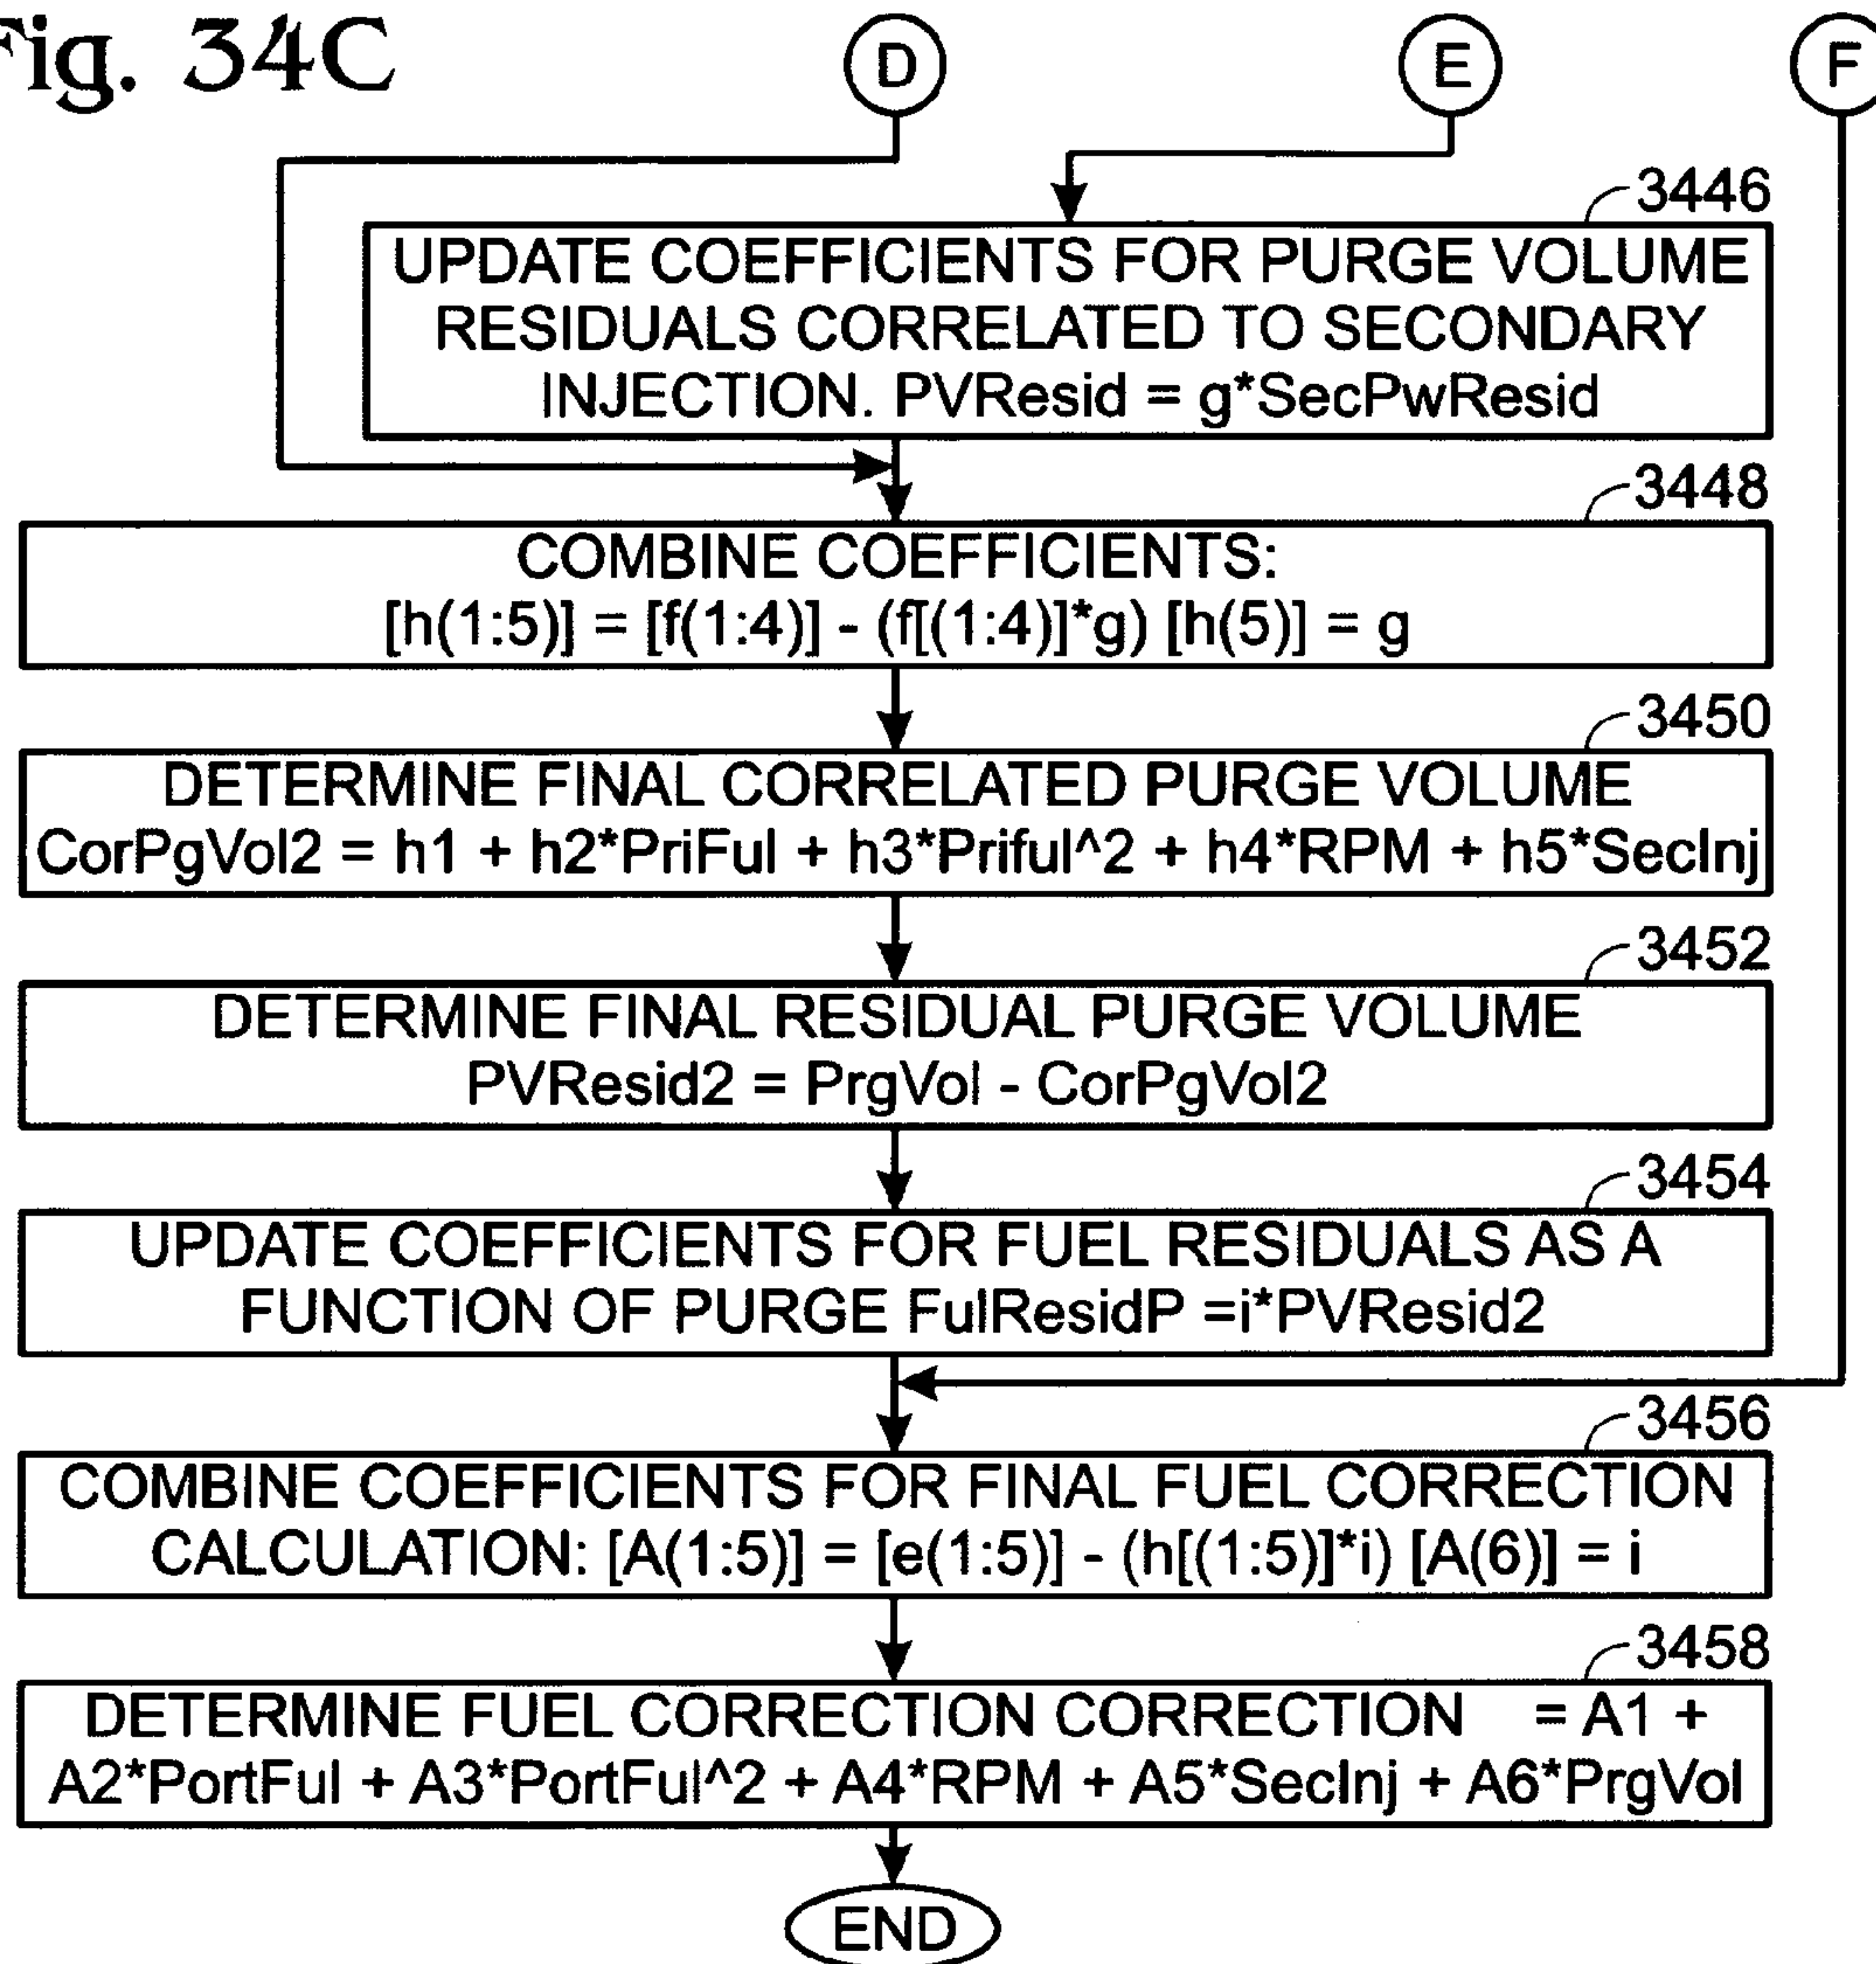 Fig. 34C
D
E
F
3446
UPDATE COEFFICIENTS FOR PURGE VOLUME
RESIDUALS CORRELATED TO SECONDARY
INJECTION. PVResid = g*SecPwResid
3448
COMBINE COEFFICIENTS:
[h(1:5)] = [f(1:4)] - (f[(1:4)]*g) [h(5)] = g
3450
DETERMINE FINAL CORRELATED PURGE VOLUME
CorPgVol2 = h1 + h2*PriFul + h3*Priful^2 + h4*RPM + h5*SecInj
3452
DETERMINE FINAL RESIDUAL PURGE VOLUME
PVResid2 = PrgVol - CorPgVol2
3454
UPDATE COEFFICIENTS FOR FUEL RESIDUALS AS A
FUNCTION OF PURGE FulResidP =i*PVResid2
3456
COMBINE COEFFICIENTS FOR FINAL FUEL CORRECTION
CALCULATION: [A(1:5)] = [e(1:5)] - (h[(1:5)]*i) [A(6)] = i
3458
DETERMINE FUEL CORRECTION CORRECTION = A1 +
A2*PortFul + A3*PortFul^2 + A4*RPM + A5*SecInj + A6*PrgVol
END